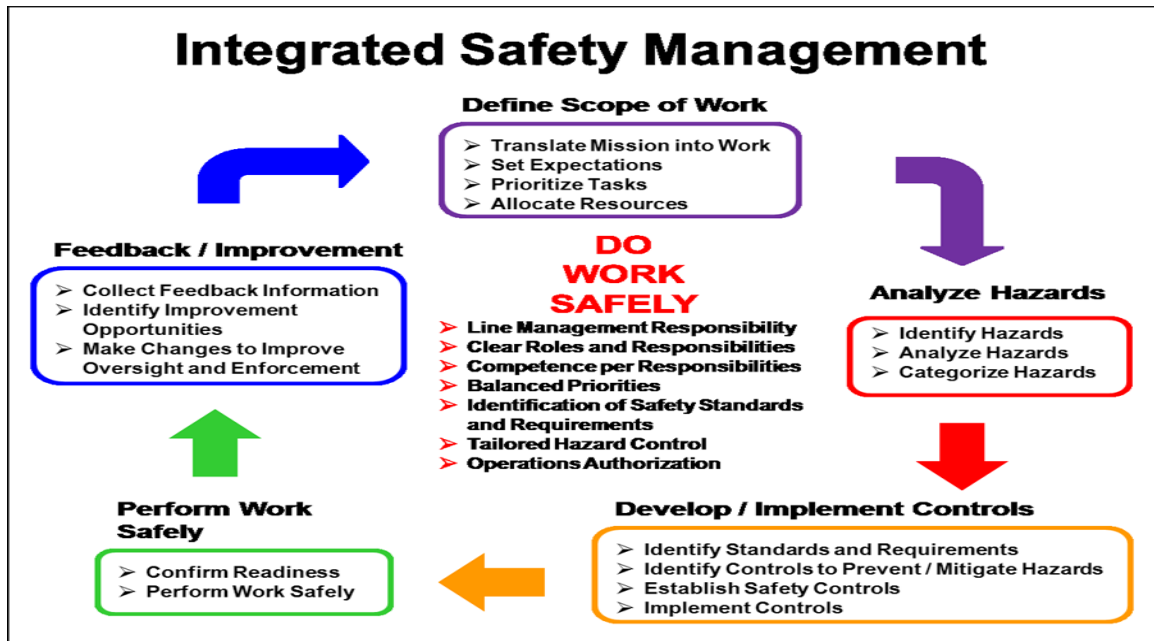 Integrated Safety Management
Define Scope of Work
➢ Translate Mission into Work
➢ Set Expectations
➢ Prioritize Tasks
➢ Allocate Resources
Analyze Hazards
➢ Identify Hazards
➢ Analyze Hazards
➢ Categorize Hazards
Develop / Implement Controls
➢ Identify Standards and Requirements
➢ Identify Controls to Prevent / Mitigate Hazards
➢ Establish Safety Controls
➢ Implement Controls
Perform Work
Safely
➢ Confirm Readiness
➢ Perform Work Safely
Feedback / Improvement
➢ Collect Feedback Information
➢ Identify Improvement
Opportunities
➢ Make Changes to Improve
Oversight and Enforcement
DO
WORK
SAFELY
➢ Line Management Responsibility
➢ Clear Roles and Responsibilities
➢ Competence per Responsibilities
➢ Balanced Priorities
➢ Identification of Safety Standards
and Requirements
➢ Tailored Hazard Control
➢ Operations Authorization